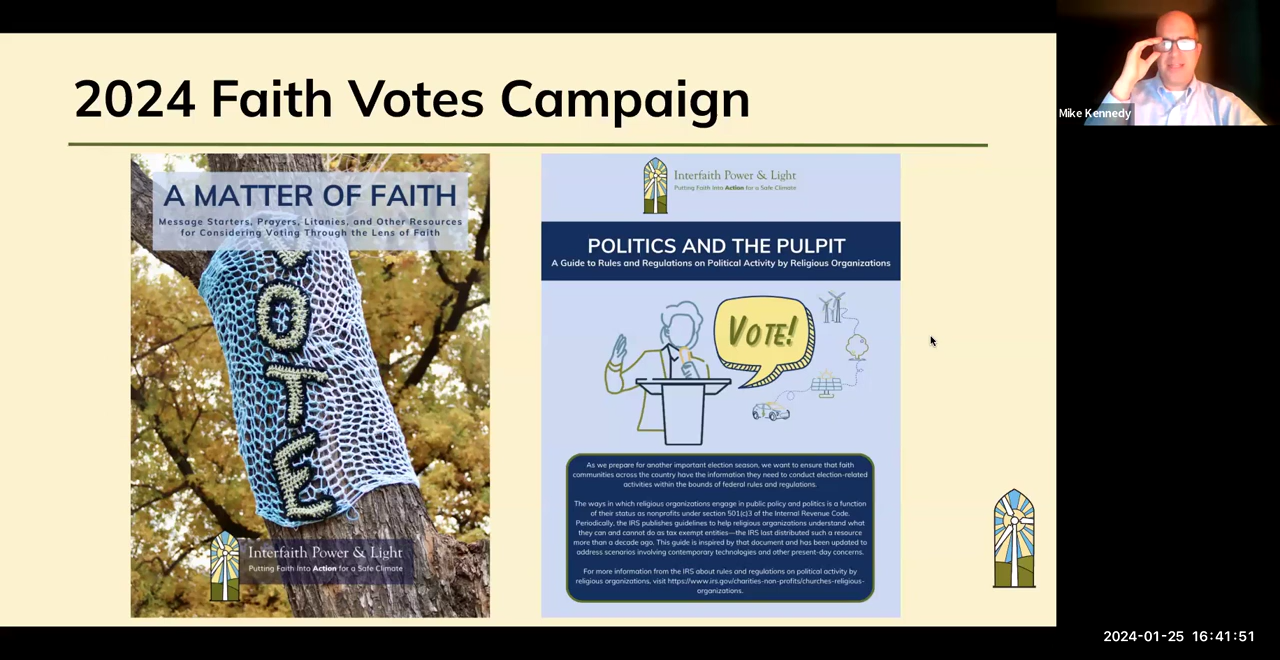 2024 Faith Votes Campaign
A MATTER OF FAITH
Message Starters, Prayers, Litanies, and Other Resources
for Considering Voting Through the Lens of Faith
VOTE
Interfaith Power & Light
Putting Faith into Action for a Safe Climate
Interfaith Power & Light
Putting Faith into Action for a Safe Climate
POLITICS AND THE PULPIT
A Guide to Rules and Regulations on Political Activity by Religious Organizations
VOTE!
As we prepare for another important election season, we want to ensure that faith
communities across the country have the information they need to conduct election-related
activities within the bounds of federal rules and regulations.
The ways in which religious organizations engage in public policy and politics is a function
of their status as nonprofits under section 501(c)3 of the Internal Revenue Code.
Periodically, the IRS publishes guidelines to help religious organizations understand what
they can and cannot do as tax exempt entities—the IRS last distributed such a resource
more than a decade ago. This guide is inspired by that document and has been updated to
address scenarios involving contemporary technologies and other present-day concerns.
For more information from the IRS about rules and regulations on political activity by
religious organizations, visit https://www.irs.gov/charities-non-profits/churches-religious-
organizations.
Mike Kennedy
2024-01-25 16:41:51